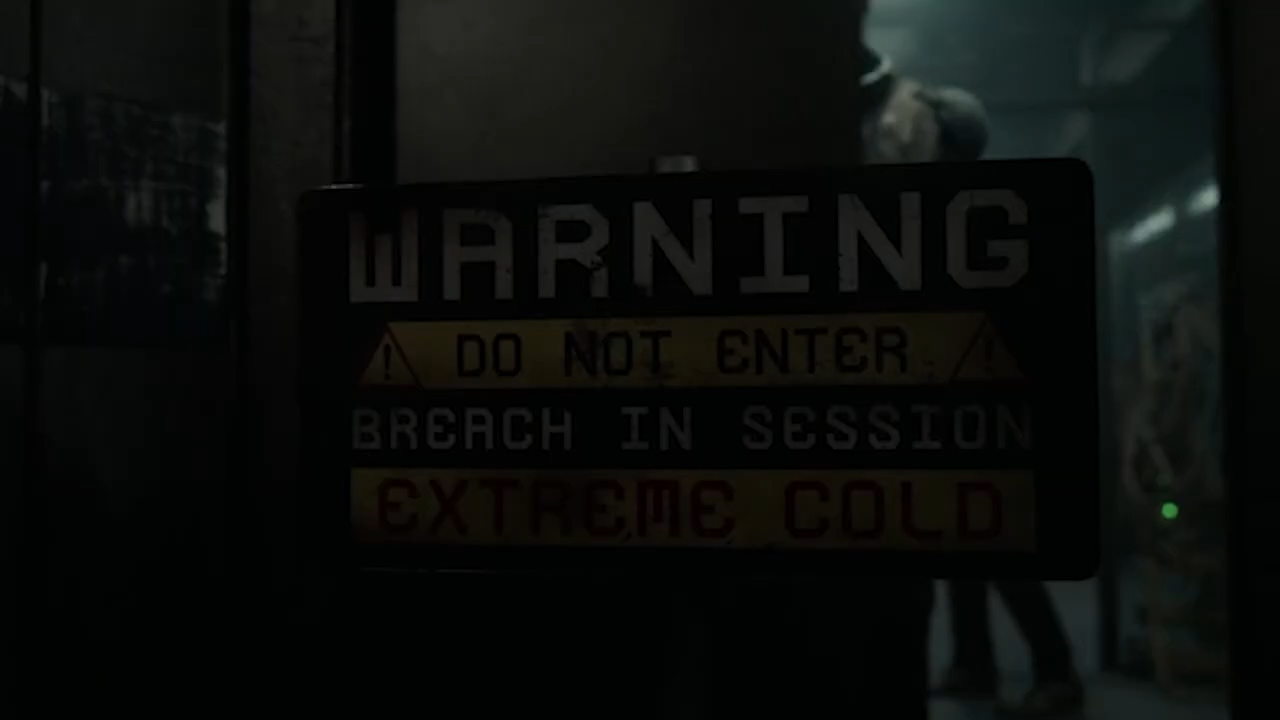 WARNING
! DO NOT ENTER !
BREACH IN SESSION
EXTREME COLD